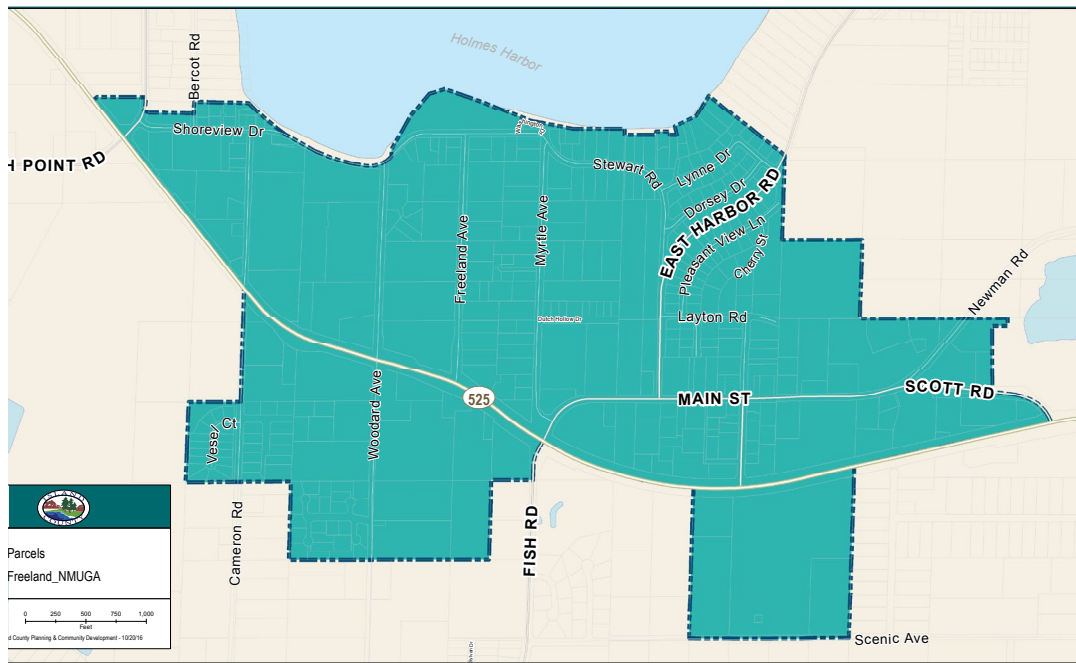 Holmes Harbor
Bercot Rd
Shoreview Dr
H POINT RD
Stewart Rd
Lynne Dr
Dorsey Dr
EAST HARBOR RD
Pleasant View Ln
Cherry St
Freeland Ave
Myrtle Ave
Newman Rd
Dutch Hollow Dr
Layton Rd
Woodard Ave
525
MAIN ST
SCOTT RD
Vesey Ct
Cameron Rd
FISH RD
Scenic Ave
ISLAND
COUNTY
Parcels
Freeland_NMUGA
0 250 500 750 1,000
Feet
d County Planning & Community Development - 10/20/16